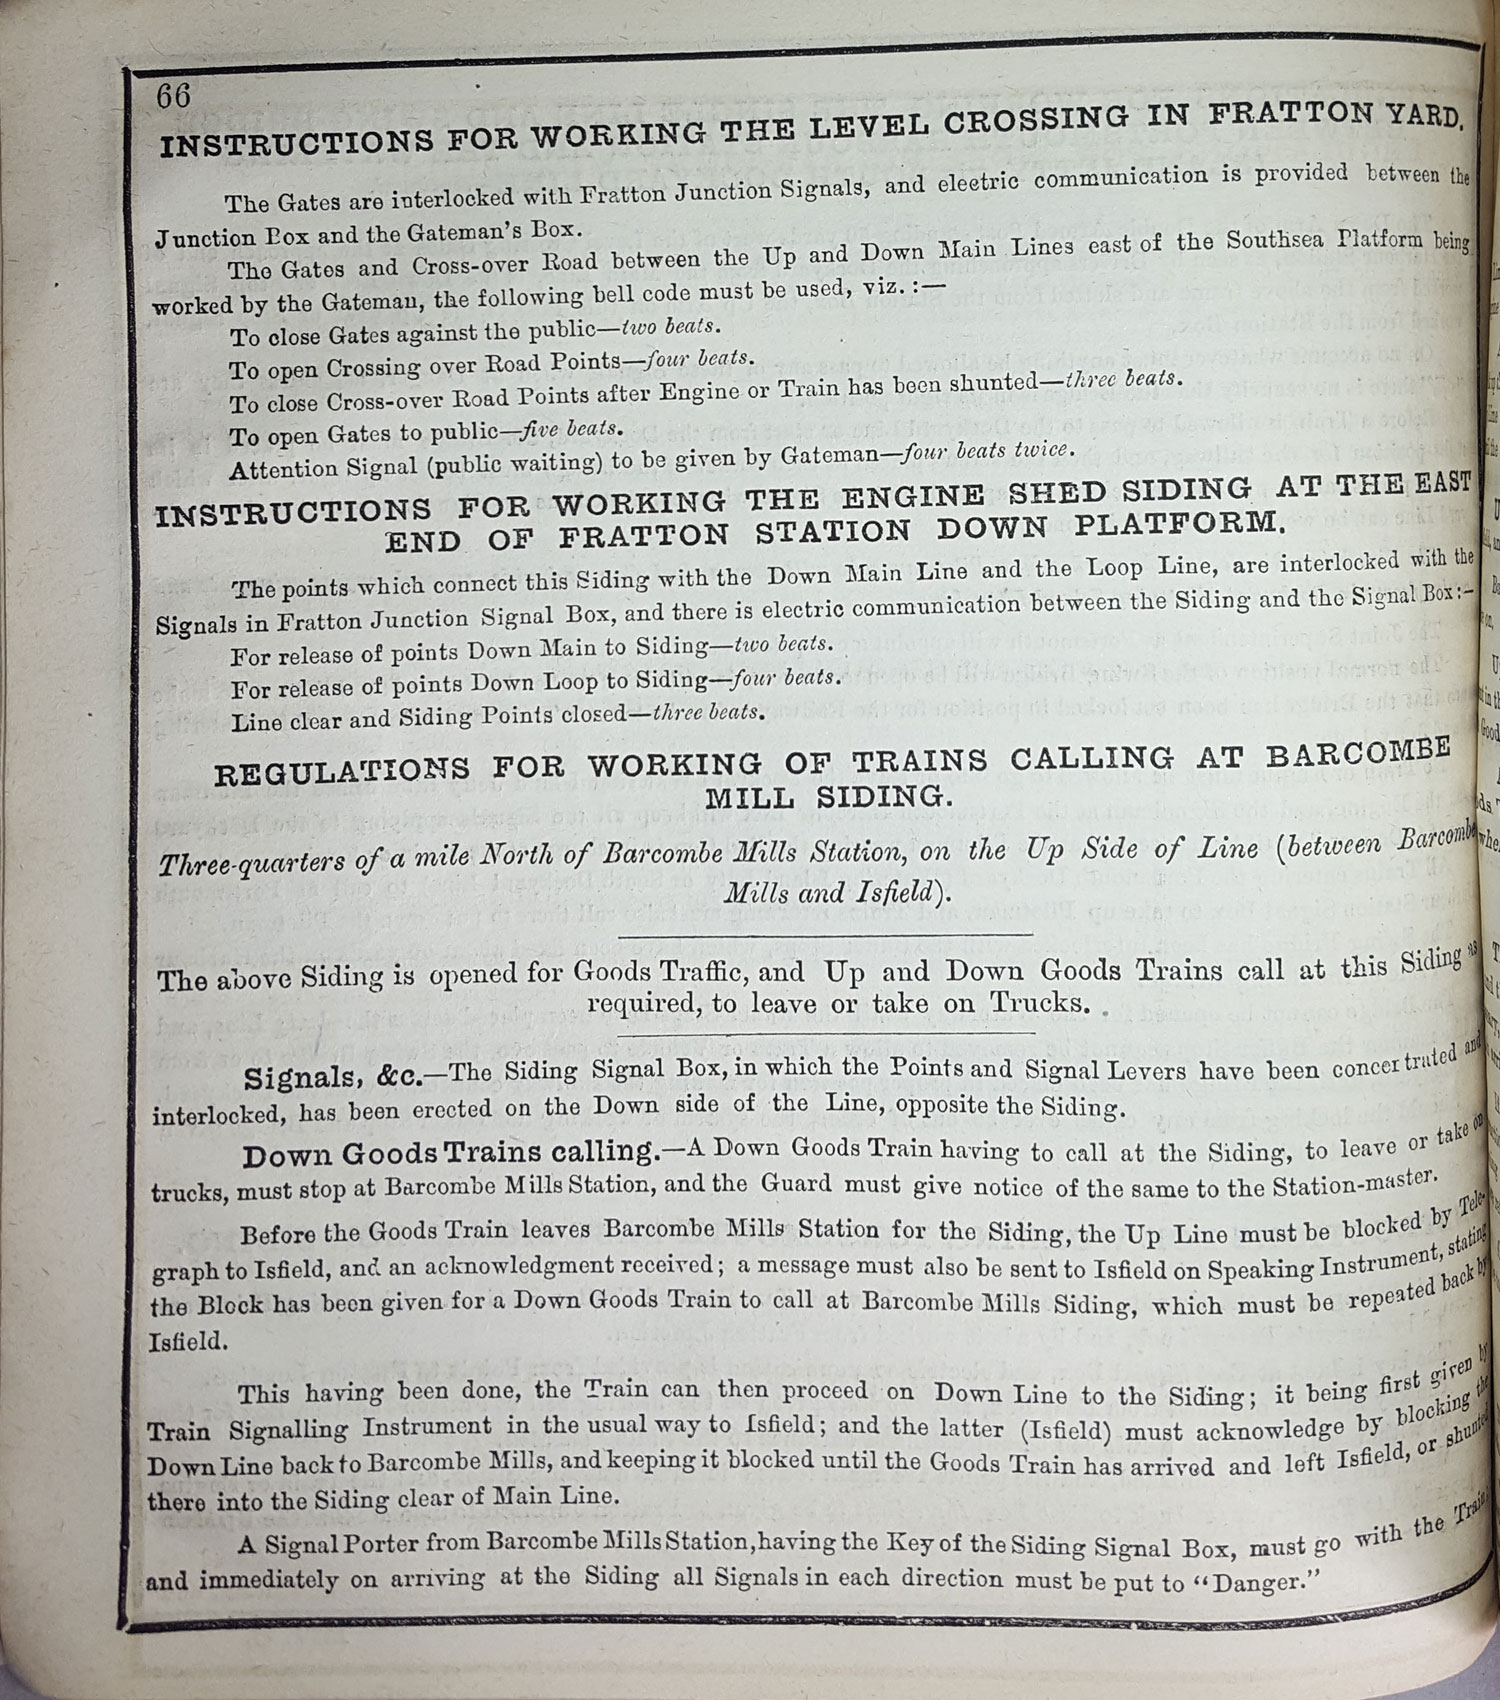 66
INSTRUCTIONS FOR WORKING THE LEVEL CROSSING IN FRATTON YARD.
The Gates are interlocked with Fratton Junction Signals, and electric communication is provided between the
Junction Box and the Gateman's Box.
The Gates and Cross-over Road between the Up and Down Main Lines east of the Southsea Platform being
worked by the Gateman, the following bell code must be used, viz. :—
To close Gates against the public—two beats.
To open Crossing over Road Points—four beats.
To close Cross-over Road Points after Engine or Train has been shunted—three beats.
To open Gates to public—five beats.
Attention Signal (public waiting) to be given by Gateman—four beats twice.
INSTRUCTIONS FOR WORKING THE ENGINE SHED SIDING AT THE EAST
END OF FRATTON STATION DOWN PLATFORM.
The points which connect this Siding with the Down Main Line and the Loop Line, are interlocked with the
Signals in Fratton Junction Signal Box, and there is electric communication between the Siding and the Signal Box:—
For release of points Down Main to Siding—two beats.
For release of points Down Loop to Siding—four beats.
Line clear and Siding Points closed—three beats.
REGULATIONS FOR WORKING OF TRAINS CALLING AT BARCOMBE
MILL SIDING.
Three-quarters of a mile North of Barcombe Mills Station, on the Up Side of Line (between Barcombe
Mills and Isfield).
The above Siding is opened for Goods Traffic, and Up and Down Goods Trains call at this Siding as
required, to leave or take on Trucks.
Signals, &c.—The Siding Signal Box, in which the Points and Signal Levers have been concertrated and
interlocked, has been erected on the Down side of the Line, opposite the Siding.
Down Goods Trains calling.—A Down Goods Train having to call at the Siding, to leave or take on
trucks, must stop at Barcombe Mills Station, and the Guard must give notice of the same to the Station-master.
Before the Goods Train leaves Barcombe Mills Station for the Siding, the Up Line must be blocked by Tele-
graph to Isfield, and an acknowledgment received; a message must also be sent to Isfield on Speaking Instrument, stating
the Block has been given for a Down Goods Train to call at Barcombe Mills Siding, which must be repeated back by
Isfield.
This having been done, the Train can then proceed on Down Line to the Siding; it being first given by
Train Signalling Instrument in the usual way to Isfield; and the latter (Isfield) must acknowledge by blocking the
Down Line back to Barcombe Mills, and keeping it blocked until the Goods Train has arrived and left Isfield, or shunted
there into the Siding clear of Main Line.
A Signal Porter from Barcombe Mills Station, having the Key of the Siding Signal Box, must go with the Train,
and immediately on arriving at the Siding all Signals in each direction must be put to "Danger."